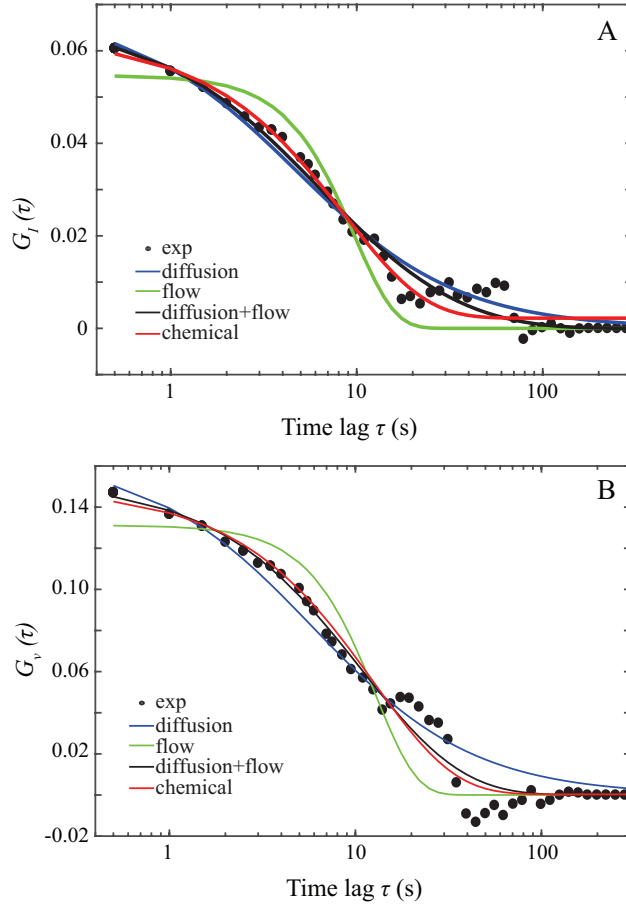 A
0.06
0.04
0.02
0
G_I (τ)
exp
diffusion
flow
diffusion+flow
chemical
1
10
100
Time lag τ (s)
B
0.14
0.10
0.06
0.02
-0.02
G_v (τ)
exp
diffusion
flow
diffusion+flow
chemical
1
10
100
Time lag τ (s)